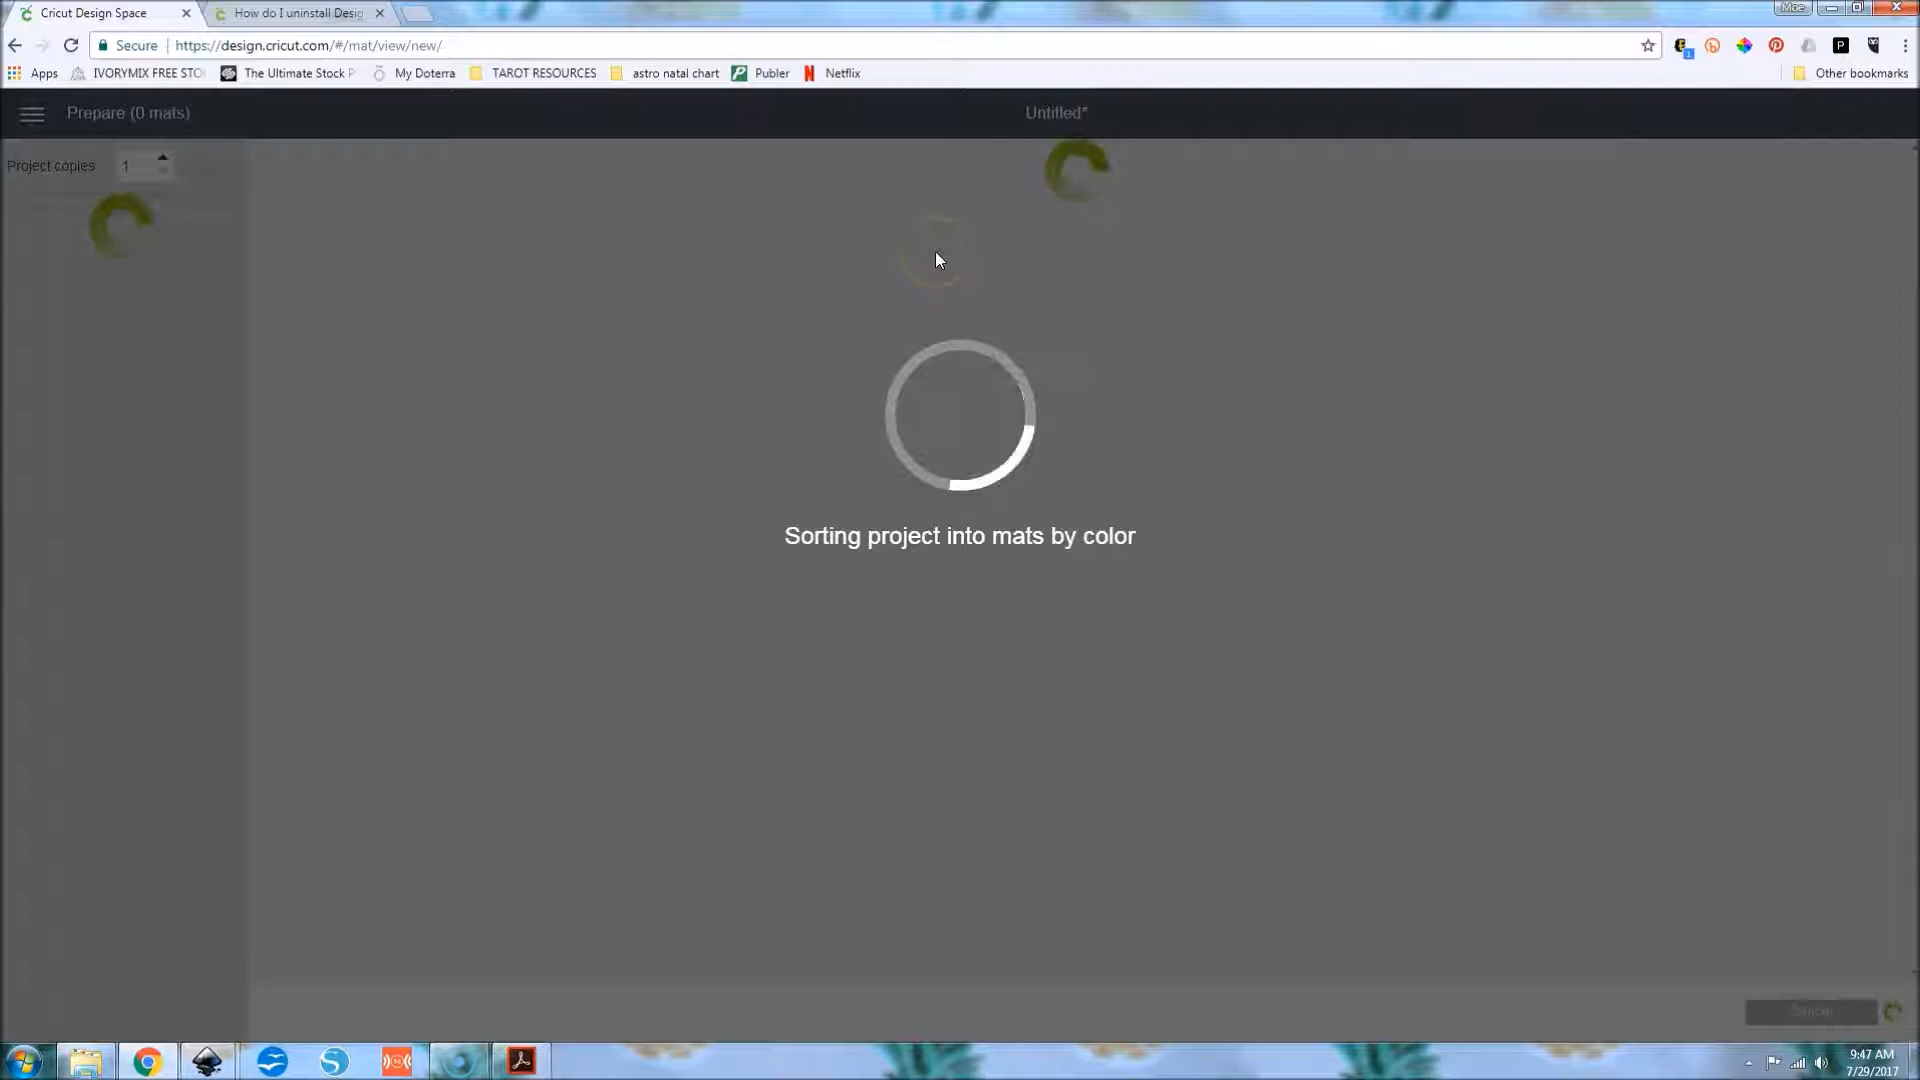 Cricut Design Space
How do I uninstall Desig
Moe
Secure
https://design.cricut.com/#/mat/view/new/
Apps
IVORYMIX FREE STO
The Ultimate Stock P
My Doterra
TAROT RESOURCES
astro natal chart
Publer
Netflix
Other bookmarks
Prepare (0 mats)
Untitled*
Project copies 1
Sorting project into mats by color
9:47 AM
7/29/2017